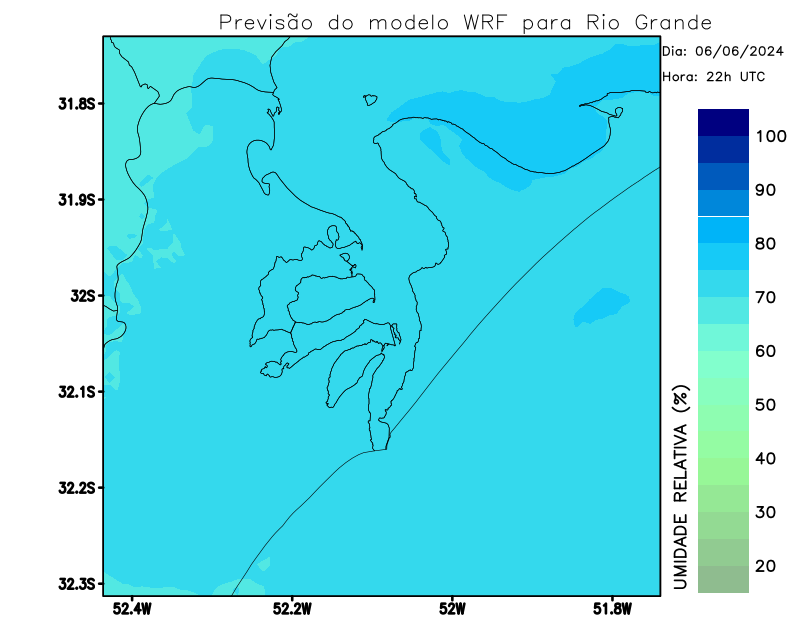 Previsão do modelo WRF para Rio Grande
Dia: 06/06/2024
Hora: 22h UTC
31.8S
31.9S
32S
32.1S
32.2S
32.3S
52.4W
52.2W
52W
51.8W
100
90
80
70
60
50
40
30
20
UMIDADE RELATIVA (%)